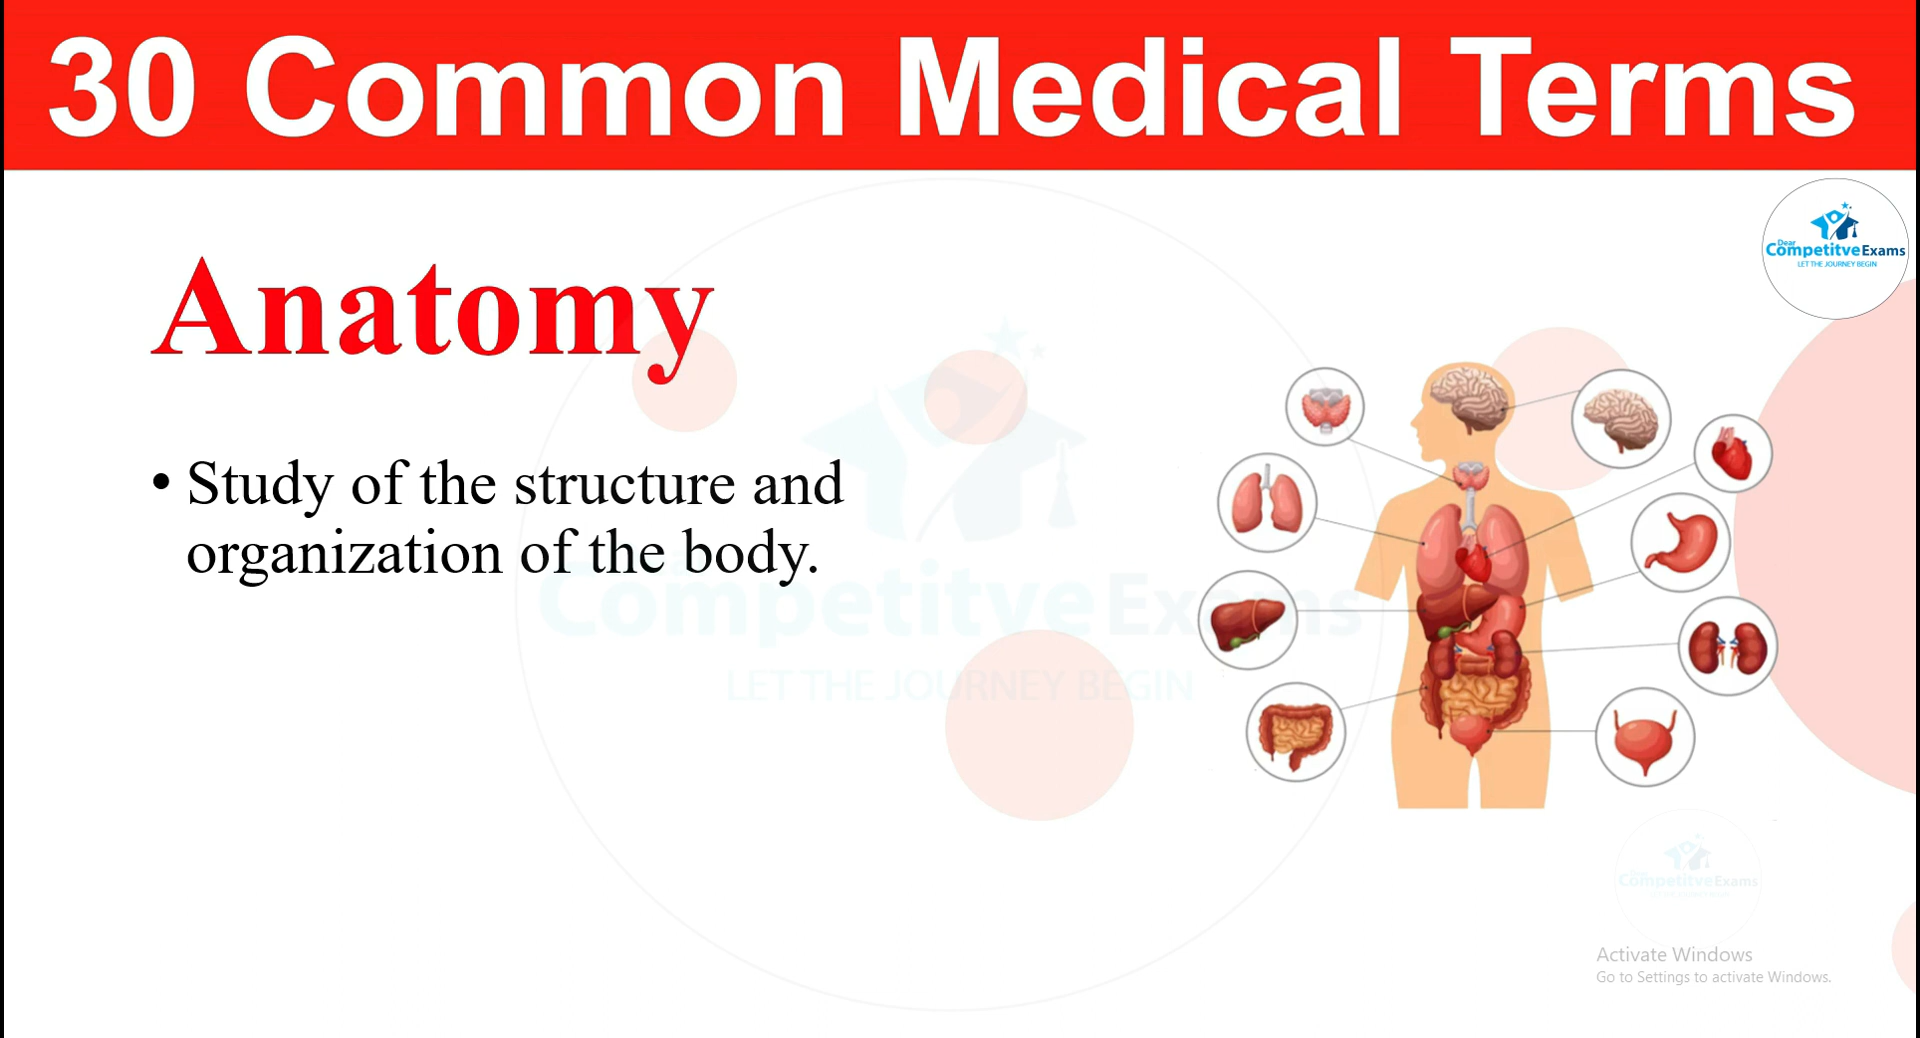 30 Common Medical Terms
Dear
CompetitveExams
LET THE JOURNEY BEGIN
Anatomy
• Study of the structure and
organization of the body.
CompetitveExams
LET THE JOURNEY BEGIN
Dear
CompetitveExams
Activate Windows
Go to Settings to activate Windows.